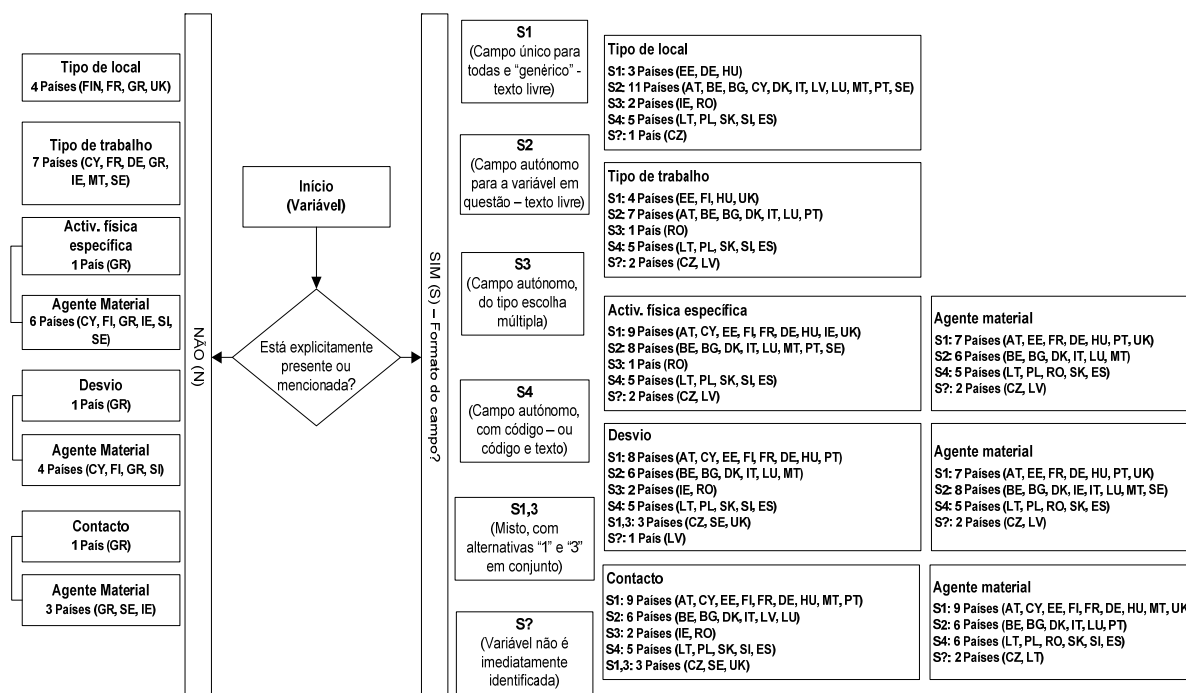 Tipo de local
4 Países (FIN, FR, GR, UK)
Tipo de trabalho
7 Países (CY, FR, DE, GR,
IE, MT, SE)
Activ. física
específica
1 País (GR)
Agente Material
6 Países (CY, FI, GR, IE, SI,
SE)
Desvio
1 País (GR)
Agente Material
4 Países (CY, FI, GR, SI)
Contacto
1 País (GR)
Agente Material
3 Países (GR, SE, IE)
NÃO (N)
Início
(Variável)
Está explicitamente
presente ou
mencionada?
SIM (S) – Formato do campo?
S1
(Campo único para
todas e “genérico” -
texto livre)
S2
(Campo autónomo
para a variável em
questão – texto livre)
S3
(Campo autónomo,
do tipo escolha
múltipla)
S4
(Campo autónomo,
com código – ou
código e texto)
S1,3
(Misto, com
alternativas “1” e “3”
em conjunto)
S?
(Variável não é
imediatamente
identificada)
Tipo de local
S1: 3 Países (EE, DE, HU)
S2: 11 Países (AT, BE, BG, CY, DK, IT, LV, LU, MT, PT, SE)
S3: 2 Países (IE, RO)
S4: 5 Países (LT, PL, SK, SI, ES)
S?: 1 País (CZ)
Tipo de trabalho
S1: 4 Países (EE, FI, HU, UK)
S2: 7 Países (AT, BE, BG, DK, IT, LU, PT)
S3: 1 País (RO)
S4: 5 Países (LT, PL, SK, SI, ES)
S?: 2 Países (CZ, LV)
Activ. física específica
S1: 9 Países (AT, CY, EE, FI, FR, DE, HU, IE, UK)
S2: 8 Países (BE, BG, DK, IT, LU, MT, PT, SE)
S3: 1 País (RO)
S4: 5 Países (LT, PL, SK, SI, ES)
S?: 2 Países (CZ, LV)
Agente material
S1: 7 Países (AT, EE, FR, DE, HU, PT, UK)
S2: 6 Países (BE, BG, DK, IT, LU, MT)
S4: 5 Países (LT, PL, RO, SK, ES)
S?: 2 Países (CZ, LV)
Desvio
S1: 8 Países (AT, CY, EE, FI, FR, DE, HU, PT)
S2: 6 Países (BE, BG, DK, IT, LU, MT)
S3: 2 Países (IE, RO)
S4: 5 Países (LT, PL, SK, SI, ES)
S1,3: 3 Países (CZ, SE, UK)
S?: 1 País (LV)
Agente material
S1: 7 Países (AT, EE, FR, DE, HU, PT, UK)
S2: 8 Países (BE, BG, DK, IE, IT, LU, MT, SE)
S4: 5 Países (LT, PL, RO, SK, ES)
S?: 2 Países (CZ, LV)
Contacto
S1: 9 Países (AT, CY, EE, FI, FR, DE, HU, MT, PT)
S2: 6 Países (BE, BG, DK, IT, LV, LU)
S3: 2 Países (IE, RO)
S4: 5 Países (LT, PL, SK, SI, ES)
S1,3: 3 Países (CZ, SE, UK)
Agente material
S1: 9 Países (AT, CY, EE, FI, FR, DE, HU, MT, UK)
S2: 6 Países (BE, BG, DK, IT, LU, PT)
S4: 6 Países (LT, PL, RO, SK, SI, ES)
S?: 2 Países (CZ, LT)